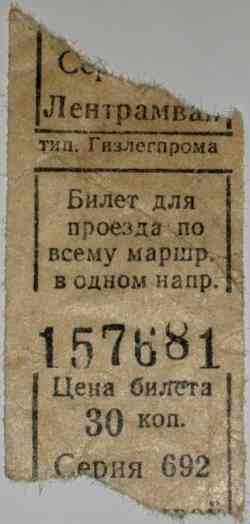 Лентрамвай
тип. Гизлегпрома
Билет для
проезда по
всему маршр.
в одном напр.
157681
Цена билета
30 коп.
Серия 692